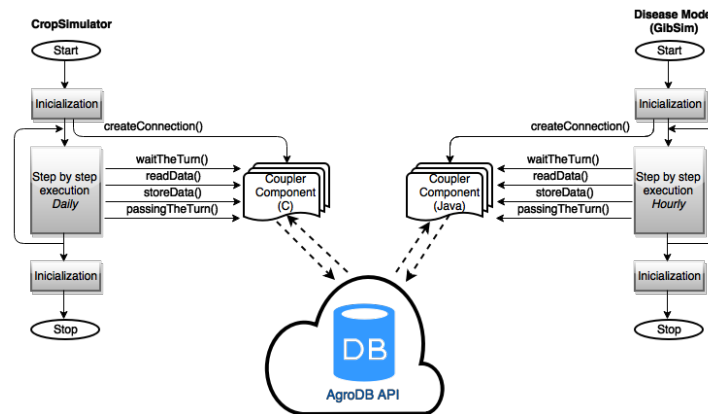 CropSimulator
Start
Inicialization
createConnection()
Step by step
execution
Daily
waitTheTurn()
readData()
storeData()
passingTheTurn()
Coupler
Component
(C)
Inicialization
Stop
Disease Mode
(GibSim)
Start
Inicialization
createConnection()
Step by step
execution
Hourly
waitTheTurn()
readData()
storeData()
passingTheTurn()
Coupler
Component
(Java)
Inicialization
Stop
DB
AgroDB API